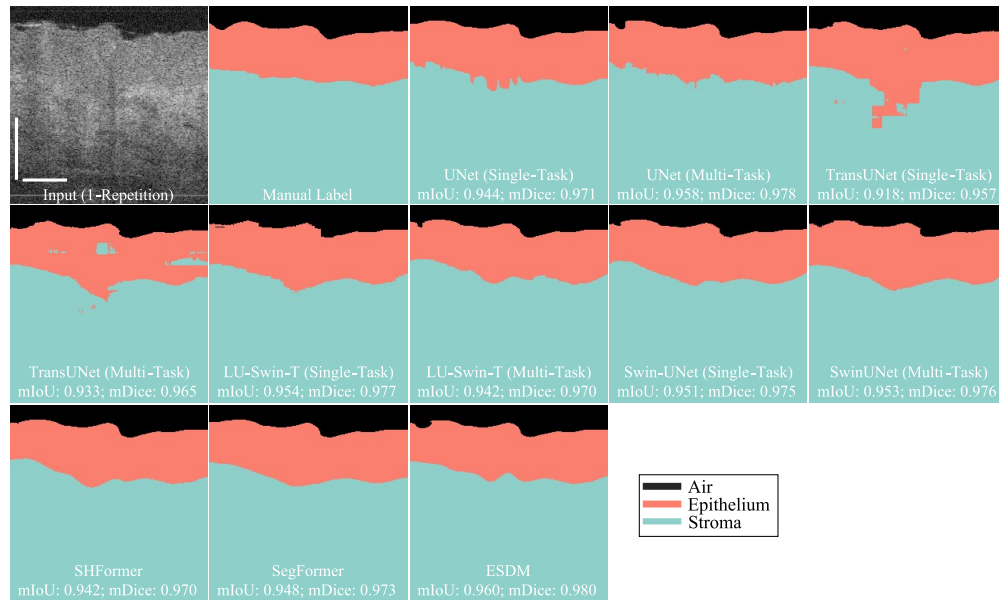 Input (1-Repetition)
Manual Label
UNet (Single-Task)
mIoU: 0.944; mDice: 0.971
UNet (Multi-Task)
mIoU: 0.958; mDice: 0.978
TransUNet (Single-Task)
mIoU: 0.918; mDice: 0.957
TransUNet (Multi-Task)
mIoU: 0.933; mDice: 0.965
LU-Swin-T (Single-Task)
mIoU: 0.954; mDice: 0.977
LU-Swin-T (Multi-Task)
mIoU: 0.942; mDice: 0.970
Swin-UNet (Single-Task)
mIoU: 0.951; mDice: 0.975
SwinUNet (Multi-Task)
mIoU: 0.953; mDice: 0.976
SHFormer
mIoU: 0.942; mDice: 0.970
SegFormer
mIoU: 0.948; mDice: 0.973
ESDM
mIoU: 0.960; mDice: 0.980
Air
Epithelium
Stroma